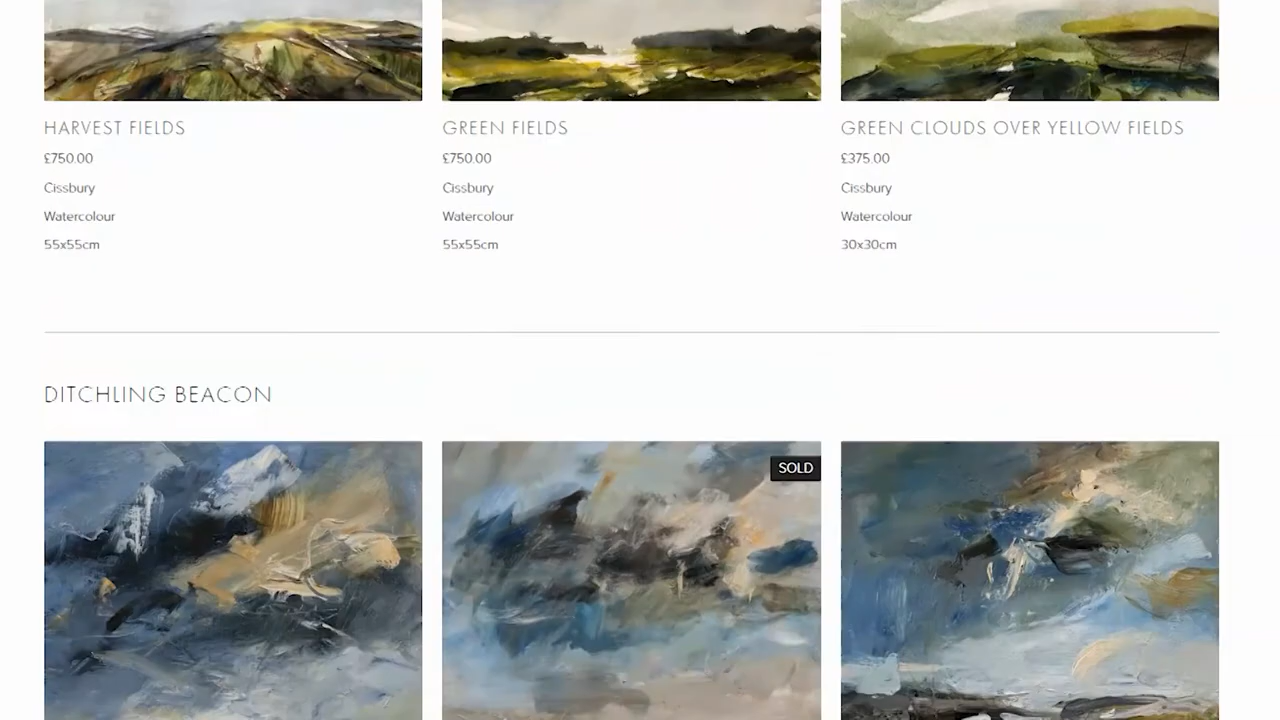 HARVEST FIELDS
£750.00
Cissbury
Watercolour
55x55cm
GREEN FIELDS
£750.00
Cissbury
Watercolour
55x55cm
GREEN CLOUDS OVER YELLOW FIELDS
£375.00
Cissbury
Watercolour
30x30cm
DITCHLING BEACON
SOLD